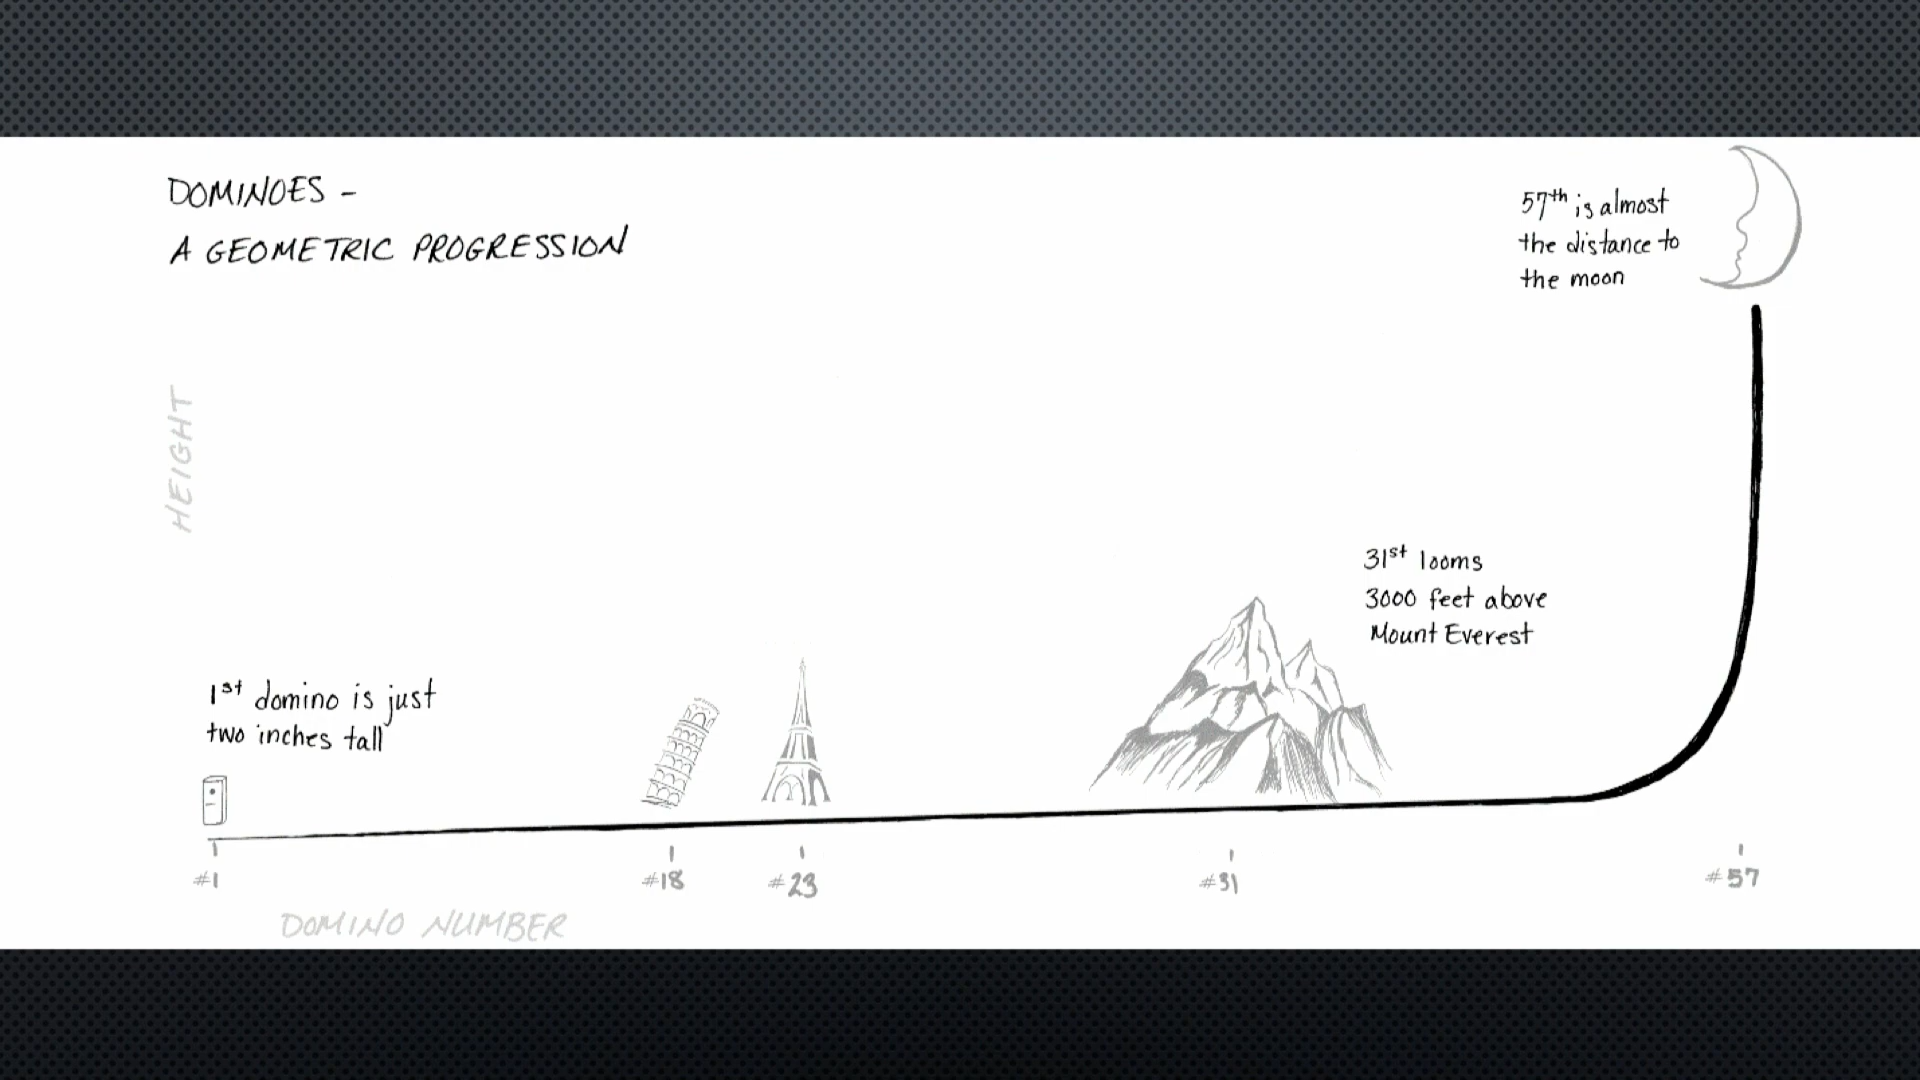 DOMINOES -
A GEOMETRIC PROGRESSION
57th is almost
the distance to
the moon
HEIGHT
31st looms
3000 feet above
Mount Everest
1st domino is just
two inches tall
#1
#18
#23
#31
#57
DOMINO NUMBER